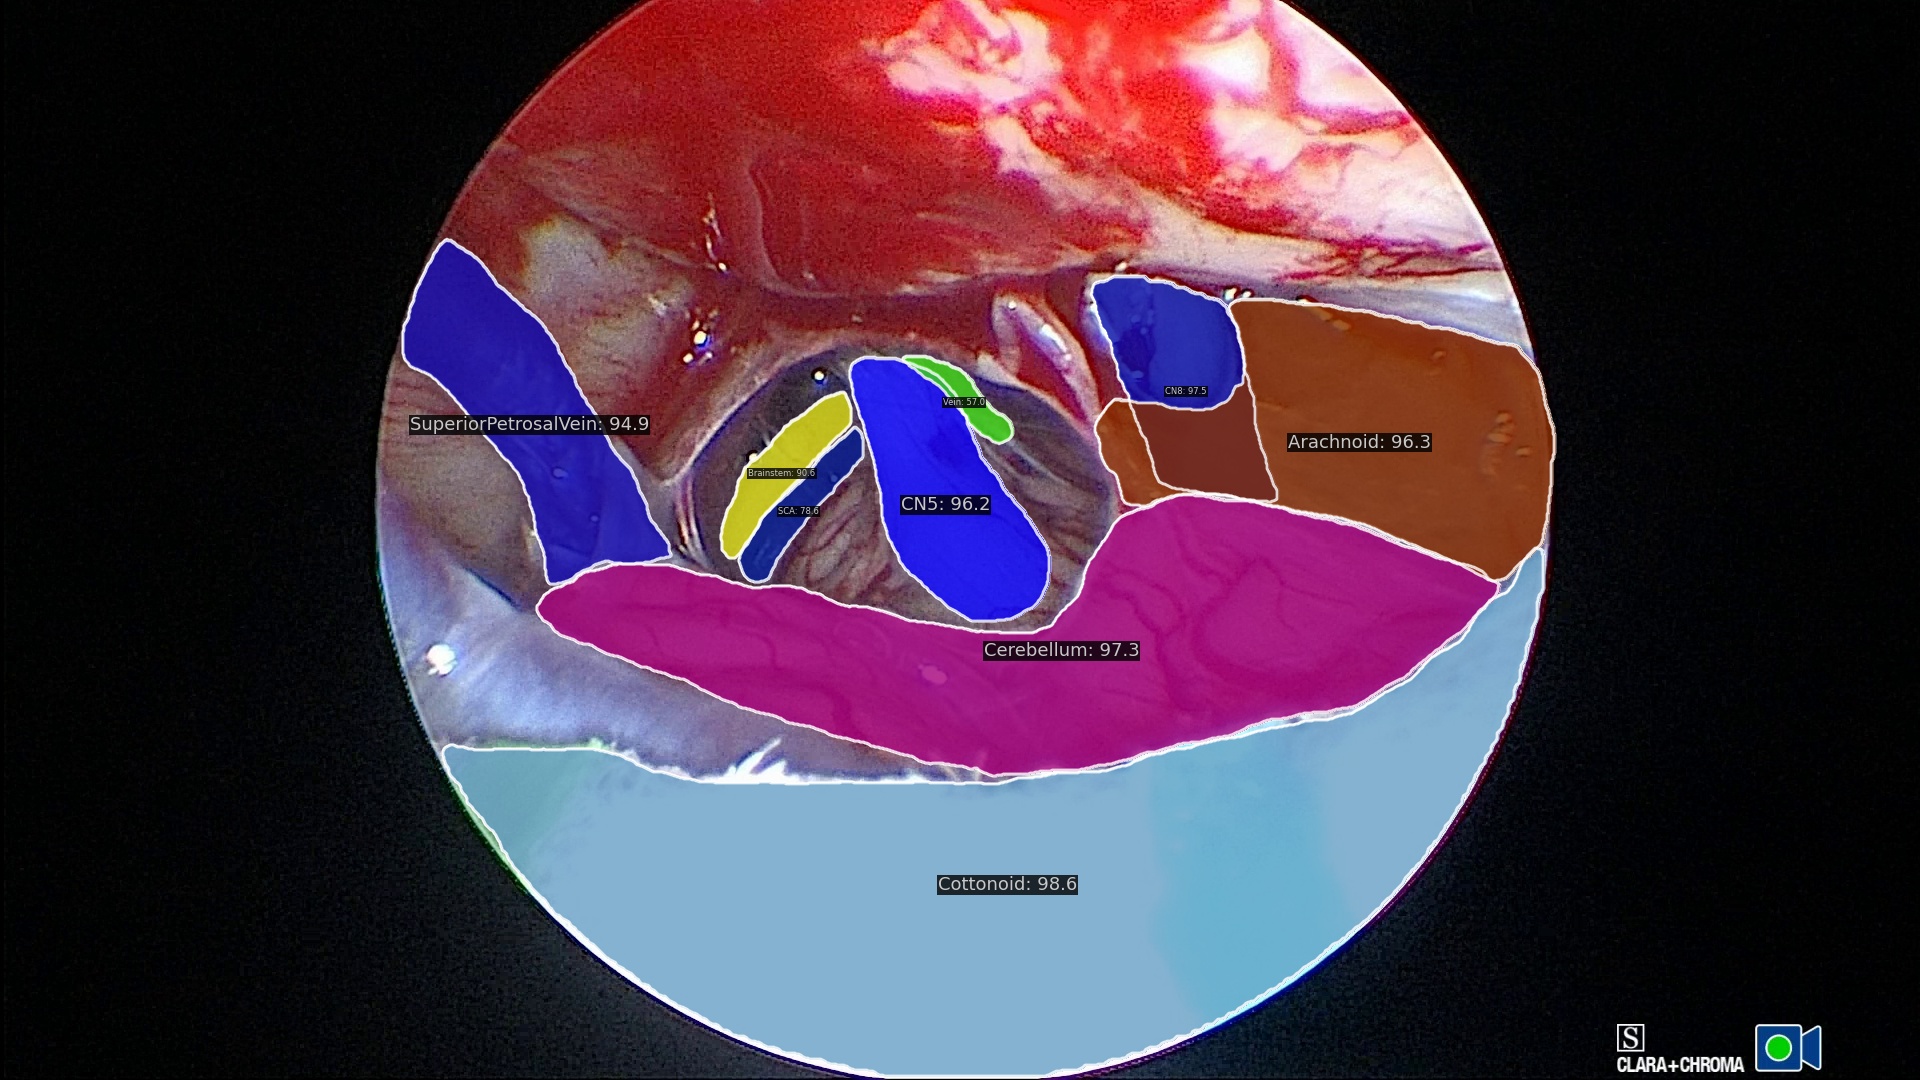 CN8: 97.5
Vein: 57.0
SuperiorPetrosalVein: 94.9
Arachnoid: 96.3
Brainstem: 90.6
CN5: 96.2
SCA: 78.6
Cerebellum: 97.3
Cottonoid: 98.6
S
CLARA+CHROMA